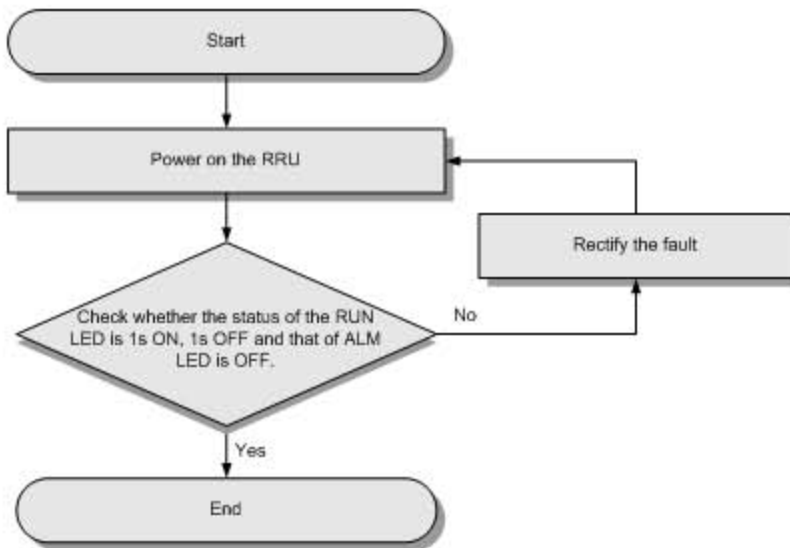 Start
Power on the RRU
Rectify the fault
Check whether the status of the RUN
LED is 1s ON, 1s OFF and that of ALM
LED is OFF.
No
Yes
End